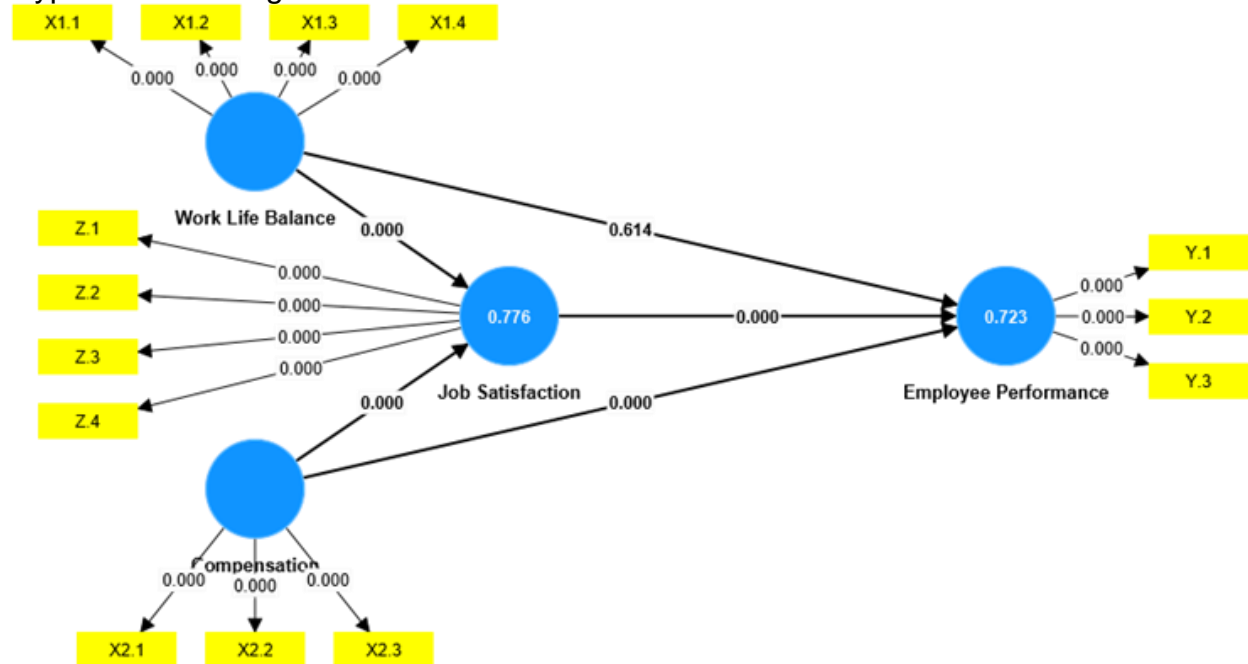 X1.1 X1.2 X1.3 X1.4
0.000 0.000 0.000 0.000
Work Life Balance
Z.1
Z.2
Z.3
Z.4
0.000
0.000
0.000
0.000
0.000
0.614
0.776
Job Satisfaction
0.000
0.000
0.000
0.723
Employee Performance
0.000
0.000
0.000
Y.1
Y.2
Y.3
Compensation
0.000 0.000 0.000
X2.1 X2.2 X2.3